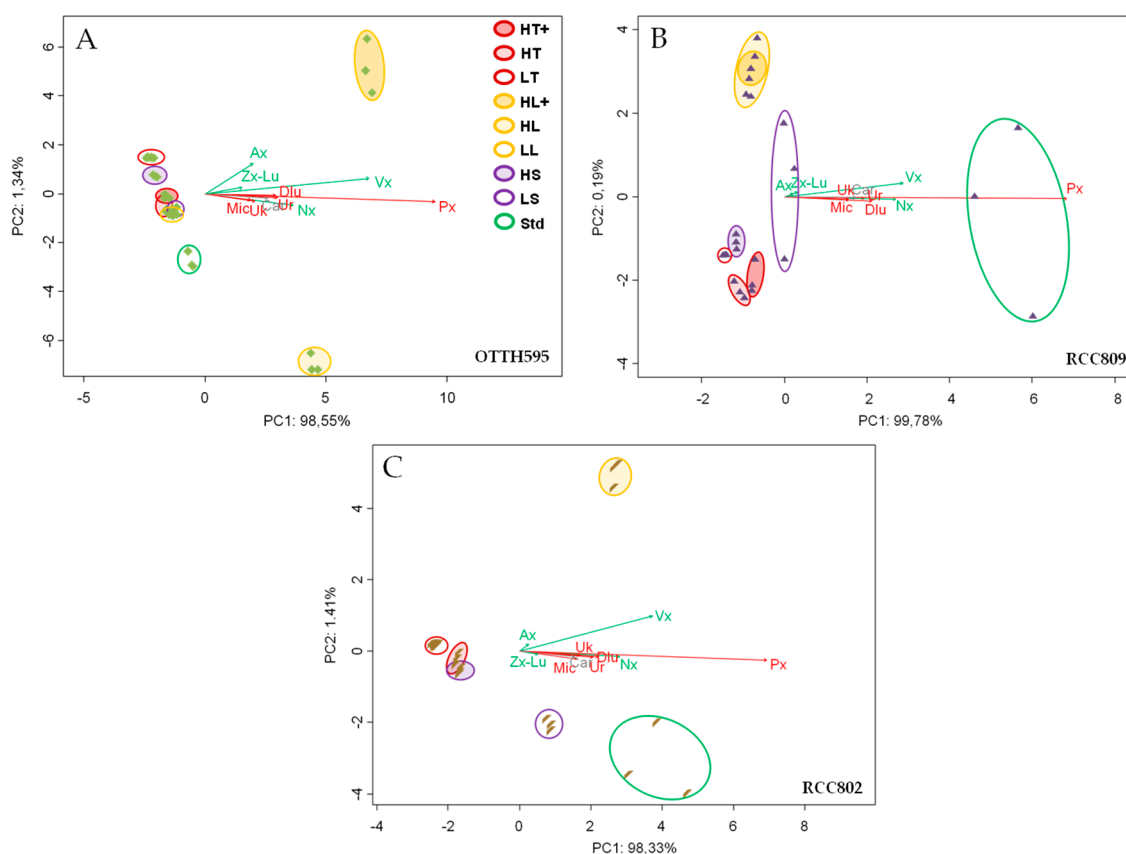 A
HT+
HT
LT
HL+
HL
LL
HS
LS
Std
6
4
2
0
-2
-4
-6
PC2: 1,34%
Ax
Zx-Lu
Vx
Dlu
Mic
Uk
Car
Ur
Nx
Px
OTTH595
-5
0
5
10
PC1: 98,55%
B
4
2
0
-2
-4
PC2: 0,19%
Ax
Zx-Lu
Uk
Car
Ur
Px
Mic
Dlu
Nx
RCC809
-2
0
2
4
6
8
PC1: 99,78%
C
4
2
0
-2
-4
PC2: 1.41%
Vx
Ax
Uk
Zx-Lu
Mic
Car
Dlu
Ur
Nx
Px
RCC802
-4
-2
0
2
4
6
8
PC1: 98,33%
Vx